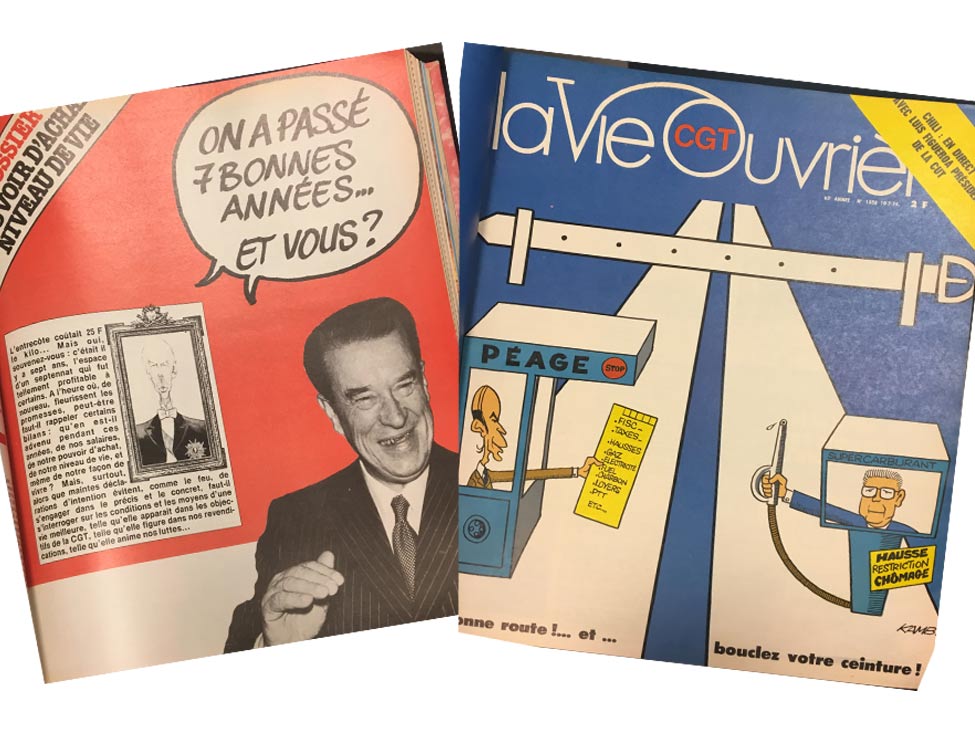 DOSSIER
VOIR D'ACHA
NIVEAU DE VIE
ON A PASSÉ
7 BONNES
ANNÉES...
ET VOUS ?
L'entrecôte coûtait 25 F
le kilo... Mais oui,
souvenez-vous : c'était il
y a sept ans, l'espace
d'un septennat qui fut
tellement profitable à
certains. A l'heure où, de
nouveau, fleurissent les
promesses, peut-être
faut-il rappeler certains
bilans : qu'en est-il
advenu pendant ces
années, de nos salaires,
de notre pouvoir d'achat,
de notre niveau de vie, et
même de notre façon de
vivre ? Mais, surtout,
alors que maintes décla-
rations d'intention évitent, comme le feu, de
s'engager dans le précis et le concret, faut-il
s'interroger sur les conditions et les moyens d'une
vie meilleure, telle qu'elle apparaît dans les objec-
tifs de la CGT, telle qu'elle figure dans nos revendi-
cations, telle qu'elle anime nos luttes...
la Vie Ouvrièr
CGT
CHILI : EN DIRECT
AVEC LUIS FIGUEROA PRÉSID
DE LA CUT
2 F
PÉAGE
STOP
FISC
TAXES
HAUSSES
GAZ
ÉLECTRICITÉ
FUEL
CHARBON
LOYERS
PTT
ETC...
SUPERCARBURANT
HAUSSE
RESTRICTION
CHÔMAGE
onne route !... et ...
bouclez votre ceinture !